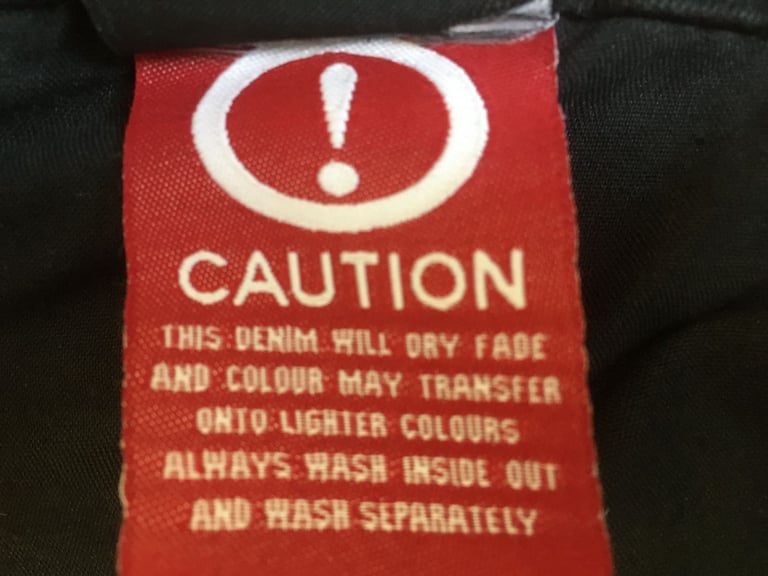 !
CAUTION
THIS DENIM WILL DRY FADE
AND COLOUR MAY TRANSFER
ONTO LIGHTER COLOURS
ALWAYS WASH INSIDE OUT
AND WASH SEPARATELY